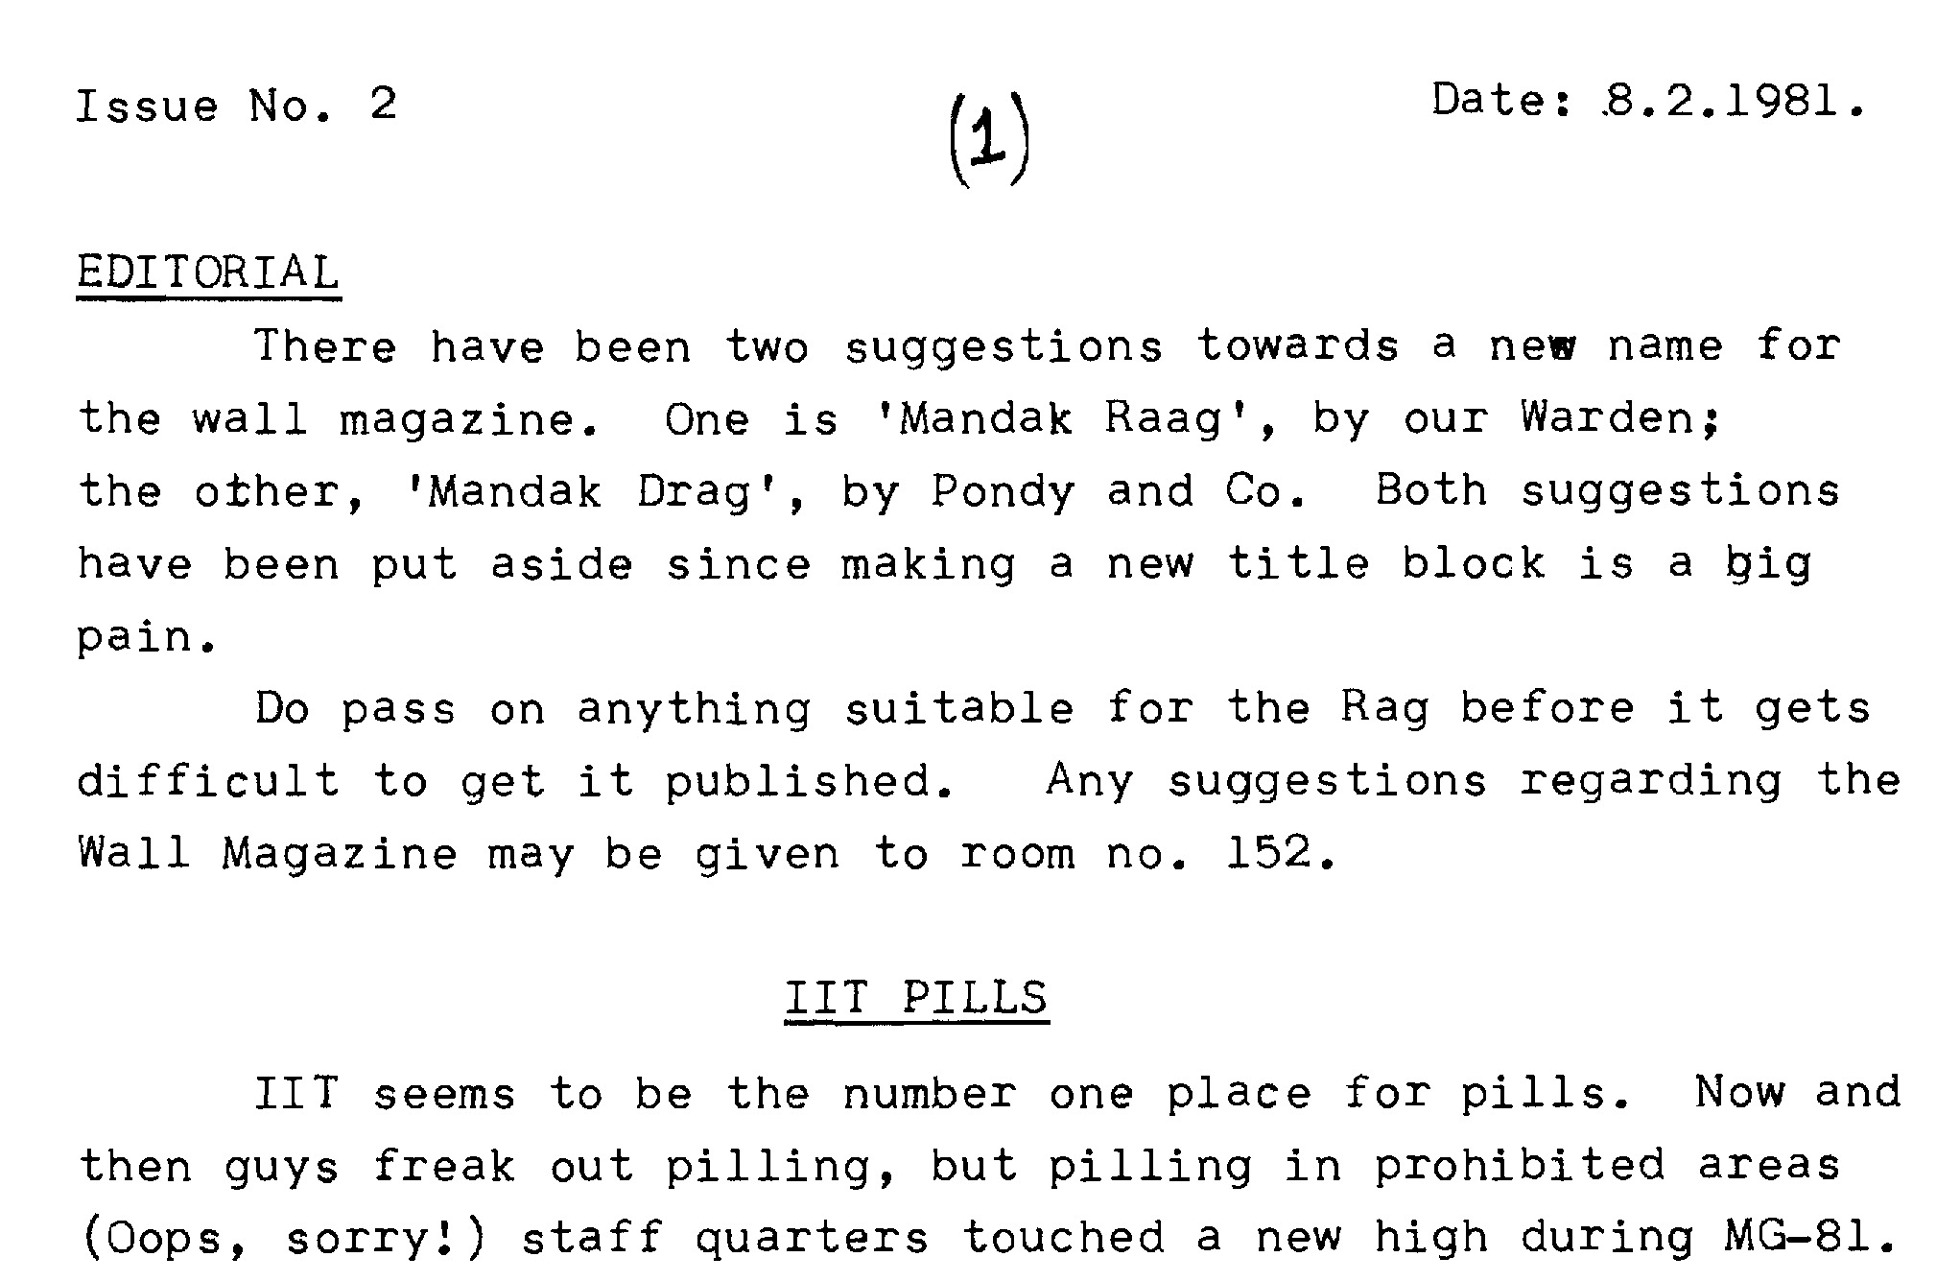 Issue No. 2 (1) Date: 8.2.1981.
EDITORIAL
There have been two suggestions towards a new name for
the wall magazine. One is 'Mandak Raag', by our Warden;
the other, 'Mandak Drag', by Pondy and Co. Both suggestions
have been put aside since making a new title block is a big
pain.
Do pass on anything suitable for the Rag before it gets
difficult to get it published. Any suggestions regarding the
Wall Magazine may be given to room no. 152.
IIT PILLS
IIT seems to be the number one place for pills. Now and
then guys freak out pilling, but pilling in prohibited areas
(Oops, sorry!) staff quarters touched a new high during MG-81.